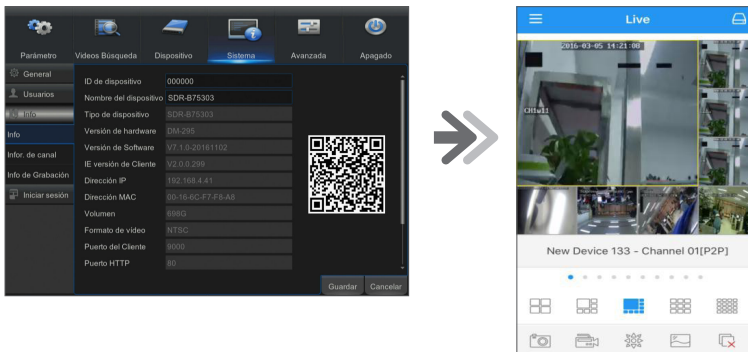 Parámetro Videos Búsqueda Dispositivo Sistema Avanzada Apagado
General
Usuarios
Info
Info
Infor. de canal
Info de Grabación
Iniciar sesión
ID de dispositivo 000000
Nombre del dispositivo SDR-B75303
Tipo de dispositivo SDR-B75303
Versión de hardware DM-295
Versión de Software V7.1.0-20161102
IE versión de Cliente V2.0.0.299
Dirección IP 192.168.4.41
Dirección MAC 00-16-6C-F7-F8-A8
Volumen 698G
Formato de video NTSC
Puerto del Cliente 9000
Puerto HTTP 80
Guardar Cancelar
Live
2016-03-05 14:21:08
New Device 133 - Channel 01[P2P]